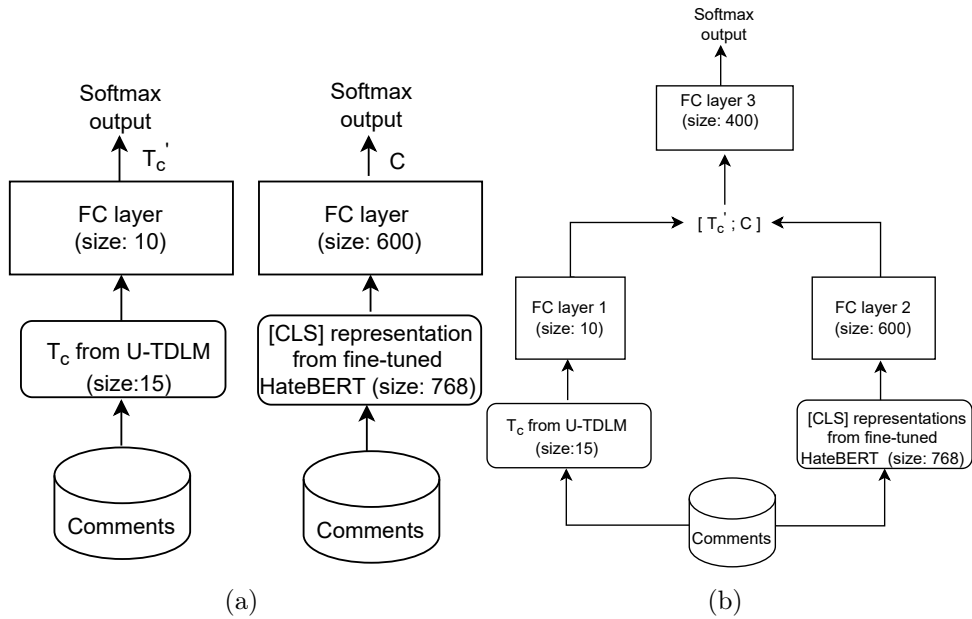 Softmax
output
T_c'
FC layer
(size: 10)
T_c from U-TDLM
(size:15)
Comments
Softmax
output
C
FC layer
(size: 600)
[CLS] representation
from fine-tuned
HateBERT (size: 768)
Comments
(a)
Softmax
output
FC layer 3
(size: 400)
[ T_c' ; C ]
FC layer 1
(size: 10)
FC layer 2
(size: 600)
T_c from U-TDLM
(size:15)
[CLS] representations
from fine-tuned
HateBERT (size: 768)
Comments
(b)